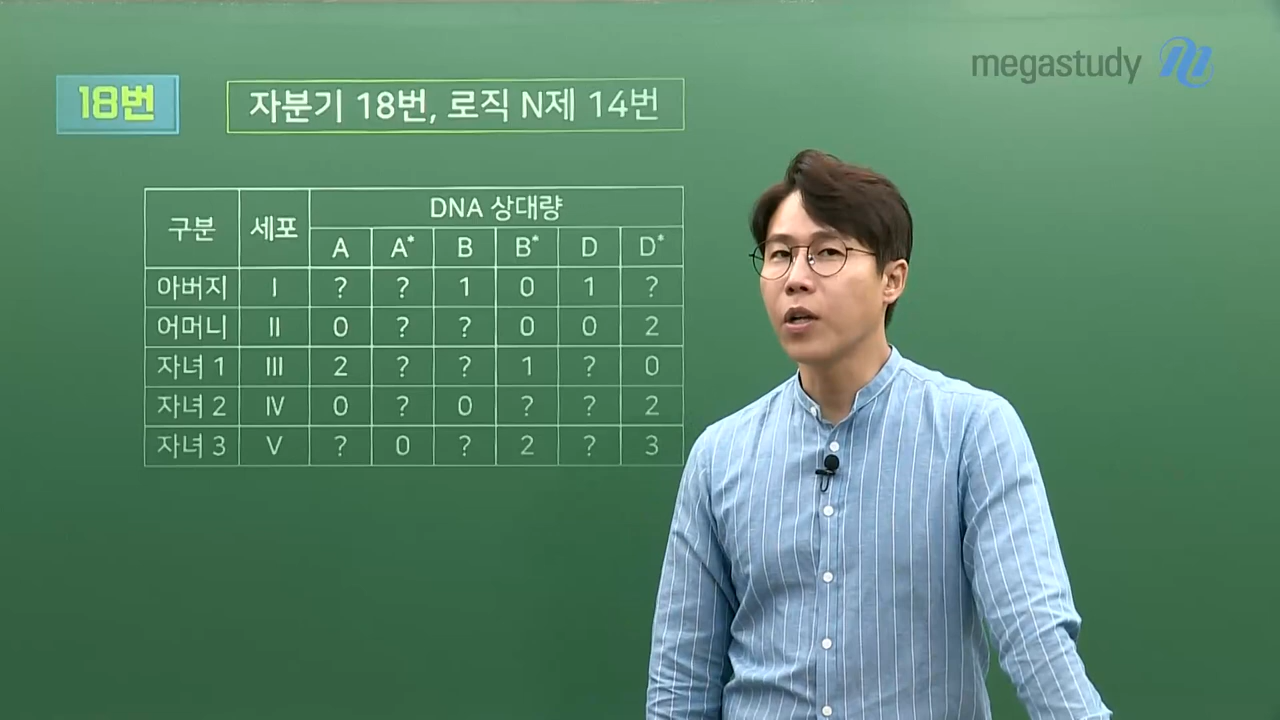 megastudy
18번
자분기 18번, 로직 N제 14번
구분 세포 DNA 상대량
A A* B B* D D*
아버지 Ⅰ ? ? 1 0 1 ?
어머니 Ⅱ 0 ? ? 0 0 2
자녀 1 Ⅲ 2 ? ? 1 ? 0
자녀 2 Ⅳ 0 ? 0 ? ? 2
자녀 3 Ⅴ ? 0 ? 2 ? 3